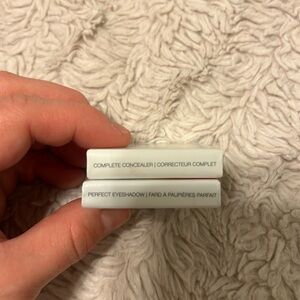 COMPLETE CONCEALER | CORRECTEUR COMPLET
PERFECT EYESHADOW | FARD À PAUPIÈRES PARFAIT